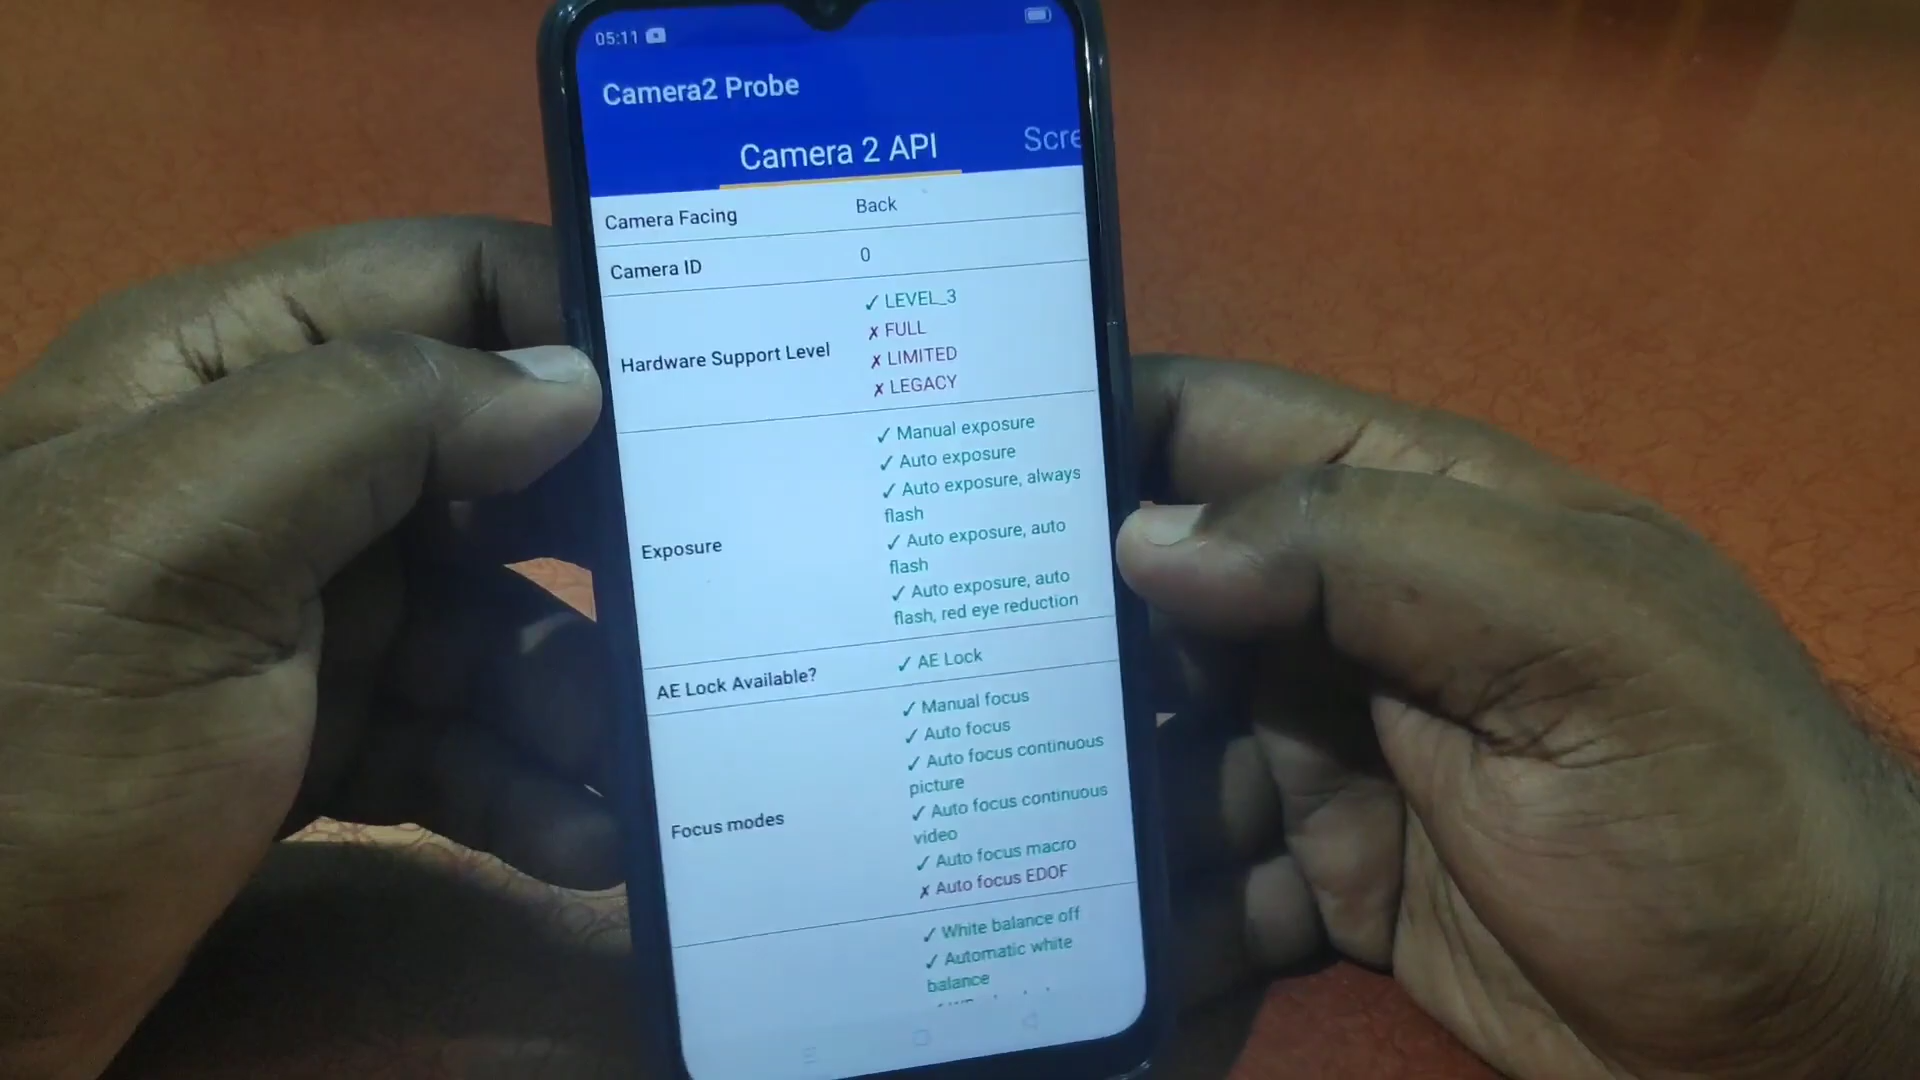 05:11
Camera2 Probe
Camera 2 API
Scre
Camera Facing
Back
Camera ID
0
Hardware Support Level
✓ LEVEL_3
✗ FULL
✗ LIMITED
✗ LEGACY
Exposure
✓ Manual exposure
✓ Auto exposure
✓ Auto exposure, always
flash
✓ Auto exposure, auto
flash
✓ Auto exposure, auto
flash, red eye reduction
AE Lock Available?
✓ AE Lock
Focus modes
✓ Manual focus
✓ Auto focus
✓ Auto focus continuous
picture
✓ Auto focus continuous
video
✓ Auto focus macro
✗ Auto focus EDOF
✓ White balance off
✓ Automatic white
balance